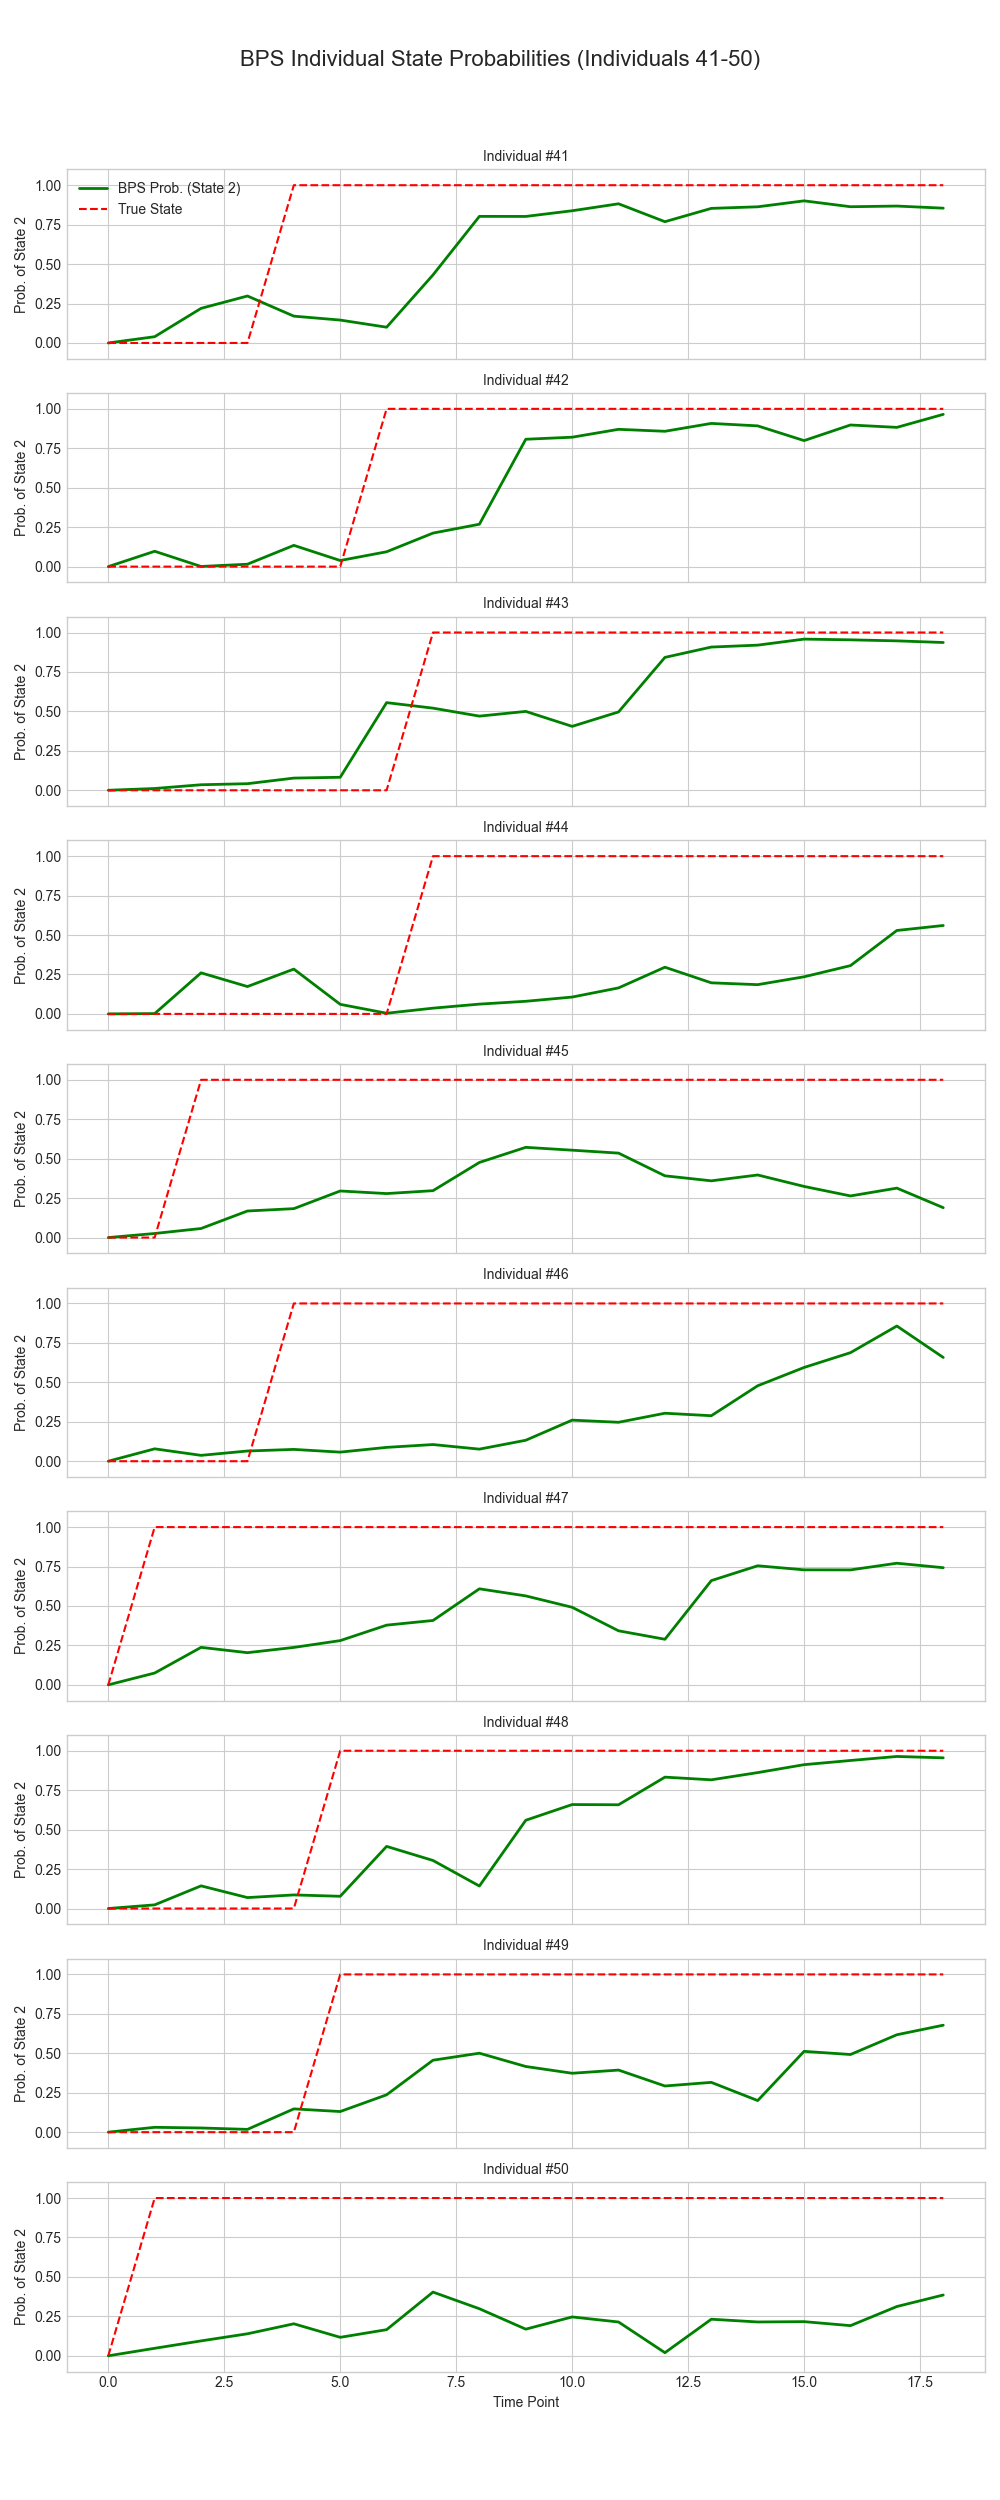 BPS Individual State Probabilities (Individuals 41-50)
Individual #41
BPS Prob. (State 2)
True State
Prob. of State 2
1.00
0.75
0.50
0.25
0.00
Individual #42
Prob. of State 2
1.00
0.75
0.50
0.25
0.00
Individual #43
Prob. of State 2
1.00
0.75
0.50
0.25
0.00
Individual #44
Prob. of State 2
1.00
0.75
0.50
0.25
0.00
Individual #45
Prob. of State 2
1.00
0.75
0.50
0.25
0.00
Individual #46
Prob. of State 2
1.00
0.75
0.50
0.25
0.00
Individual #47
Prob. of State 2
1.00
0.75
0.50
0.25
0.00
Individual #48
Prob. of State 2
1.00
0.75
0.50
0.25
0.00
Individual #49
Prob. of State 2
1.00
0.75
0.50
0.25
0.00
Individual #50
Prob. of State 2
1.00
0.75
0.50
0.25
0.00
0.0 2.5 5.0 7.5 10.0 12.5 15.0 17.5
Time Point